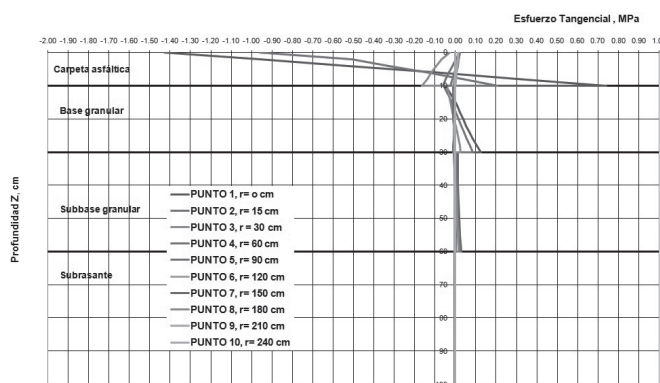 Esfuerzo Tangencial , MPa
-2.00 -1.90 -1.80 -1.70 -1.60 -1.50 -1.40 -1.30 -1.20 -1.10 -1.00 -0.90 -0.80 -0.70 -0.60 -0.50 -0.40 -0.30 -0.20 -0.10 0.00 0.10 0.20 0.30 0.40 0.50 0.60 0.70 0.80 0.90 1.0
0
Carpeta asfáltica
10
Base granular
20
30
PUNTO 1, r= o cm
40
Subbase granular
PUNTO 2, r= 15 cm
PUNTO 3, r= 30 cm
50
PUNTO 4, r= 60 cm
PUNTO 5, r= 90 cm
60
Subrasante
PUNTO 6, r= 120 cm
70
PUNTO 7, r= 150 cm
PUNTO 8, r= 180 cm
80
PUNTO 9, r= 210 cm
PUNTO 10, r= 240 cm
90
100
Profundidad Z, cm